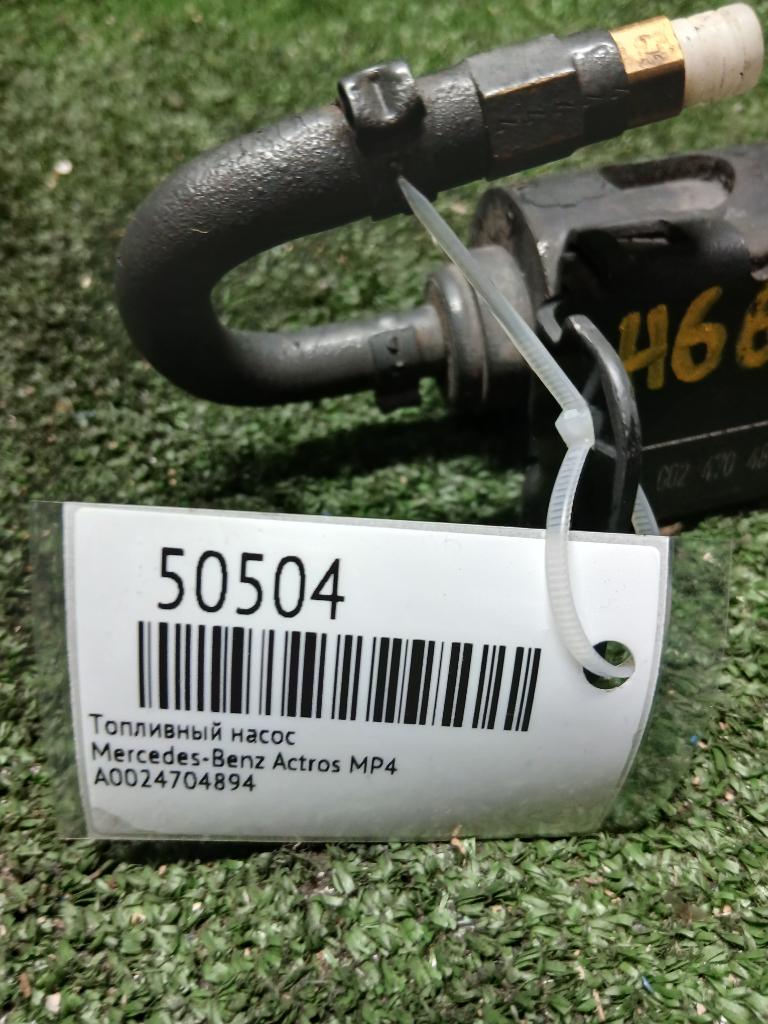 466
002 470 48
50504
Топливный насос
Mercedes-Benz Actros MP4
A0024704894